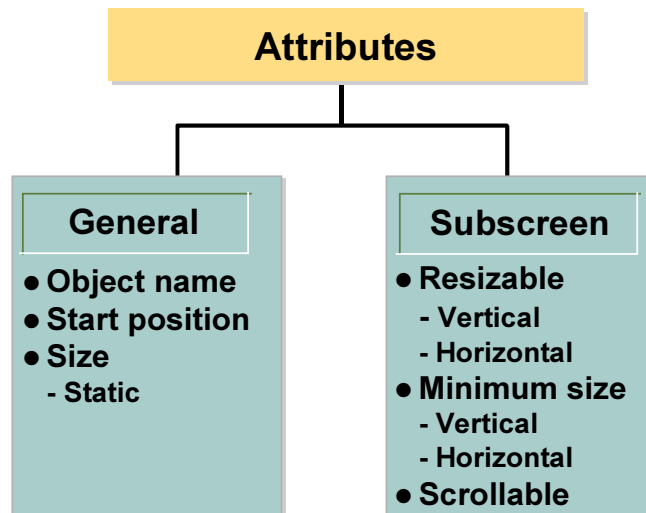 Attributes
General
● Object name
● Start position
● Size
- Static
Subscreen
● Resizable
- Vertical
- Horizontal
● Minimum size
- Vertical
- Horizontal
● Scrollable